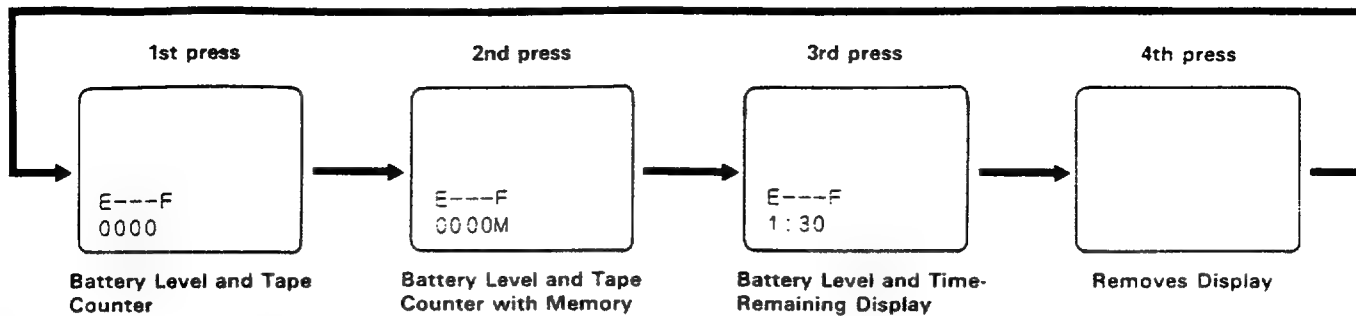 1st press
E---F
0000
Battery Level and Tape
Counter
2nd press
E---F
0000M
Battery Level and Tape
Counter with Memory
3rd press
E---F
1:30
Battery Level and Time-
Remaining Display
4th press
Removes Display